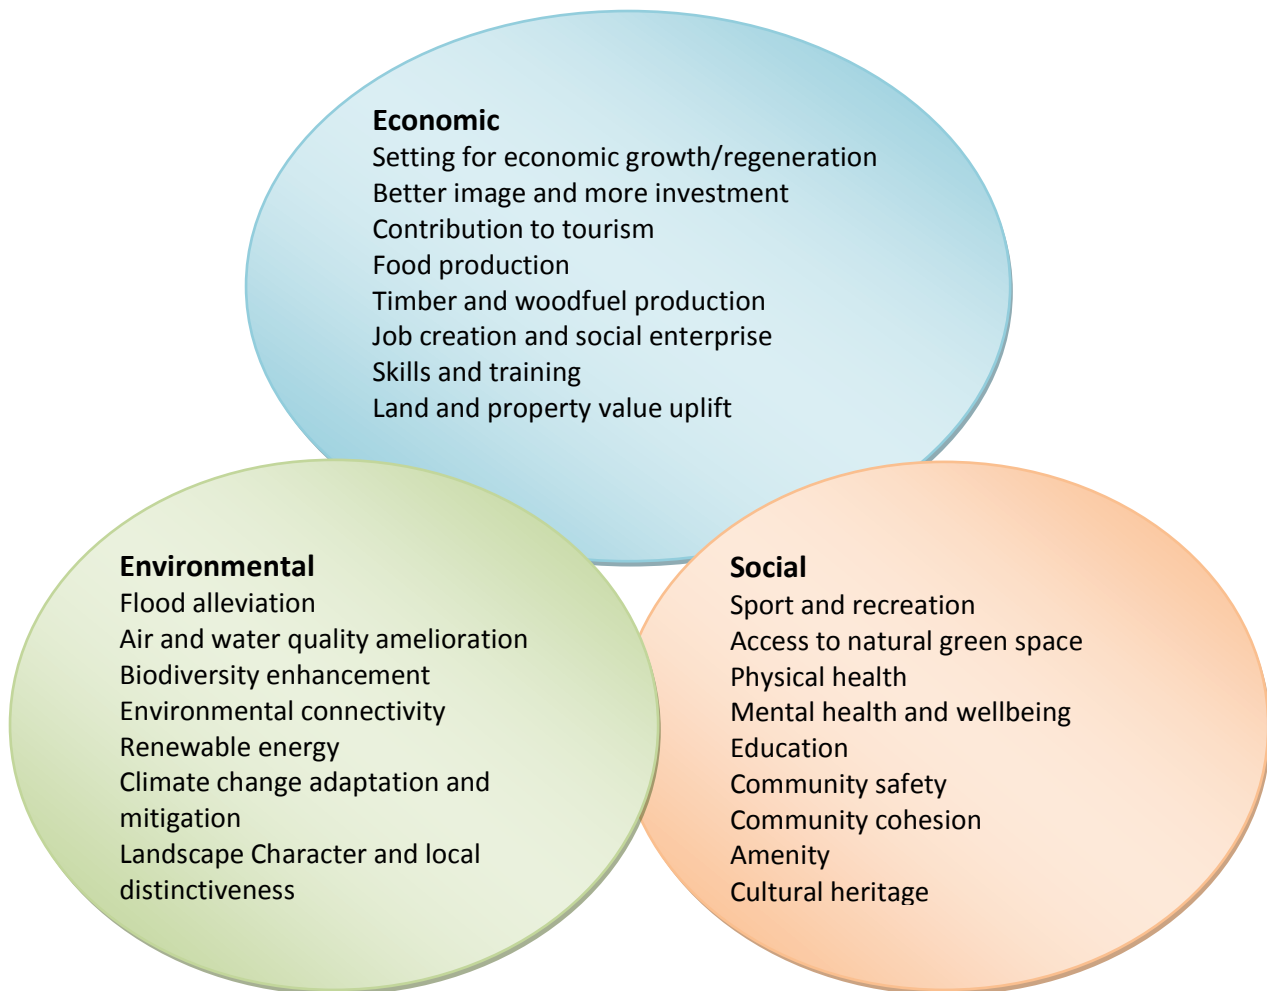 Economic
Setting for economic growth/regeneration
Better image and more investment
Contribution to tourism
Food production
Timber and woodfuel production
Job creation and social enterprise
Skills and training
Land and property value uplift
Environmental
Flood alleviation
Air and water quality amelioration
Biodiversity enhancement
Environmental connectivity
Renewable energy
Climate change adaptation and
mitigation
Landscape Character and local
distinctiveness
Social
Sport and recreation
Access to natural green space
Physical health
Mental health and wellbeing
Education
Community safety
Community cohesion
Amenity
Cultural heritage